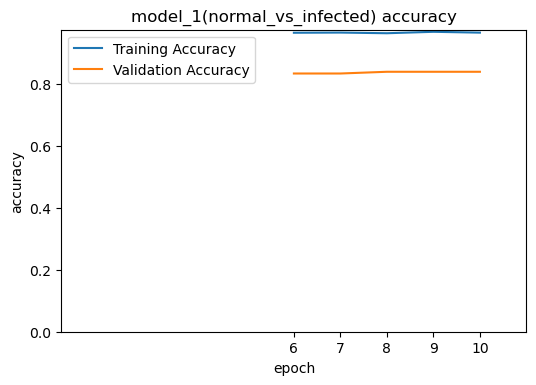 model_1(normal_vs_infected) accuracy
Training Accuracy
Validation Accuracy
0.8
0.6
0.4
0.2
0.0
accuracy
6 7 8 9 10
epoch